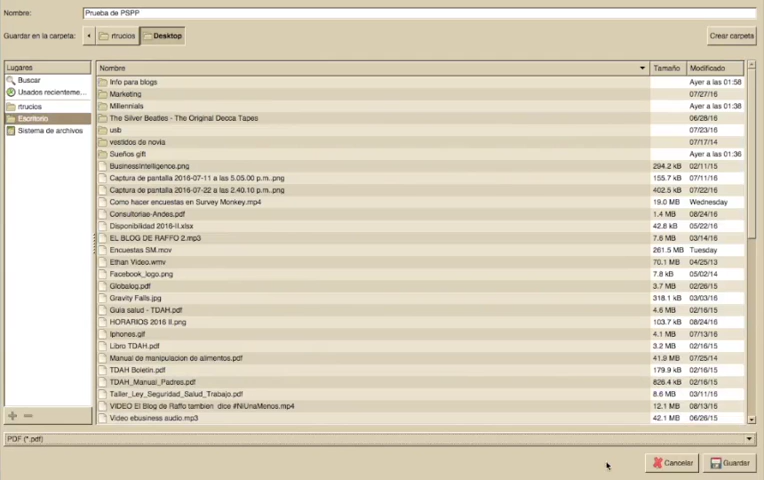 Nombre: Prueba de PSPP
Guardar en la carpeta: rtrucios Desktop Crear carpeta
Lugares
Buscar
Usados recienteme...
rtrucios
Escritorio
Sistema de archivos
Nombre Tamaño Modificado
Info para blogs Ayer a las 01:58
Marketing 07/27/16
Millennials Ayer a las 01:38
The Silver Beatles - The Original Decca Tapes 06/28/16
usb 07/23/16
vestidos de novia 07/17/14
Sueños gift Ayer a las 01:36
BusinessIntelligence.png 294.2 kB 02/11/15
Captura de pantalla 2016-07-11 a las 5.05.00 p.m..png 155.7 kB 07/11/16
Captura de pantalla 2016-07-22 a las 2.40.10 p.m..png 402.5 kB 07/22/16
Como hacer encuestas en Survey Monkey.mp4 19.0 MB Wednesday
Consultorias-Andes.pdf 1.4 MB 08/24/16
Disponibilidad 2016-II.xlsx 42.8 kB 05/22/16
EL BLOG DE RAFFO 2.mp3 7.6 MB 03/14/16
Encuestas SM.mov 261.5 MB Tuesday
Ethan Video.wmv 70.1 MB 04/25/13
Facebook_logo.png 7.8 kB 05/02/14
Globalog.pdf 3.7 MB 02/26/15
Gravity Falls.jpg 318.1 kB 03/03/16
Guia salud - TDAH.pdf 4.6 MB 02/16/15
HORARIOS 2016 II.png 103.7 kB 08/24/16
Iphones.gif 4.1 MB 07/13/16
Libro TDAH.pdf 3.2 MB 02/16/15
Manual de manipulacion de alimentos.pdf 41.9 MB 07/25/14
TDAH Boletin.pdf 179.9 kB 02/16/15
TDAH_Manual_Padres.pdf 826.4 kB 02/16/15
Taller_Ley_Seguridad_Salud_Trabajo.pdf 8.6 MB 03/11/16
VIDEO El Blog de Raffo tambien dice #NiUnaMenos.mp4 12.1 MB 08/13/16
Video ebusiness audio.mp3 42.1 MB 06/26/15
PDF (*.pdf)
Cancelar Guardar